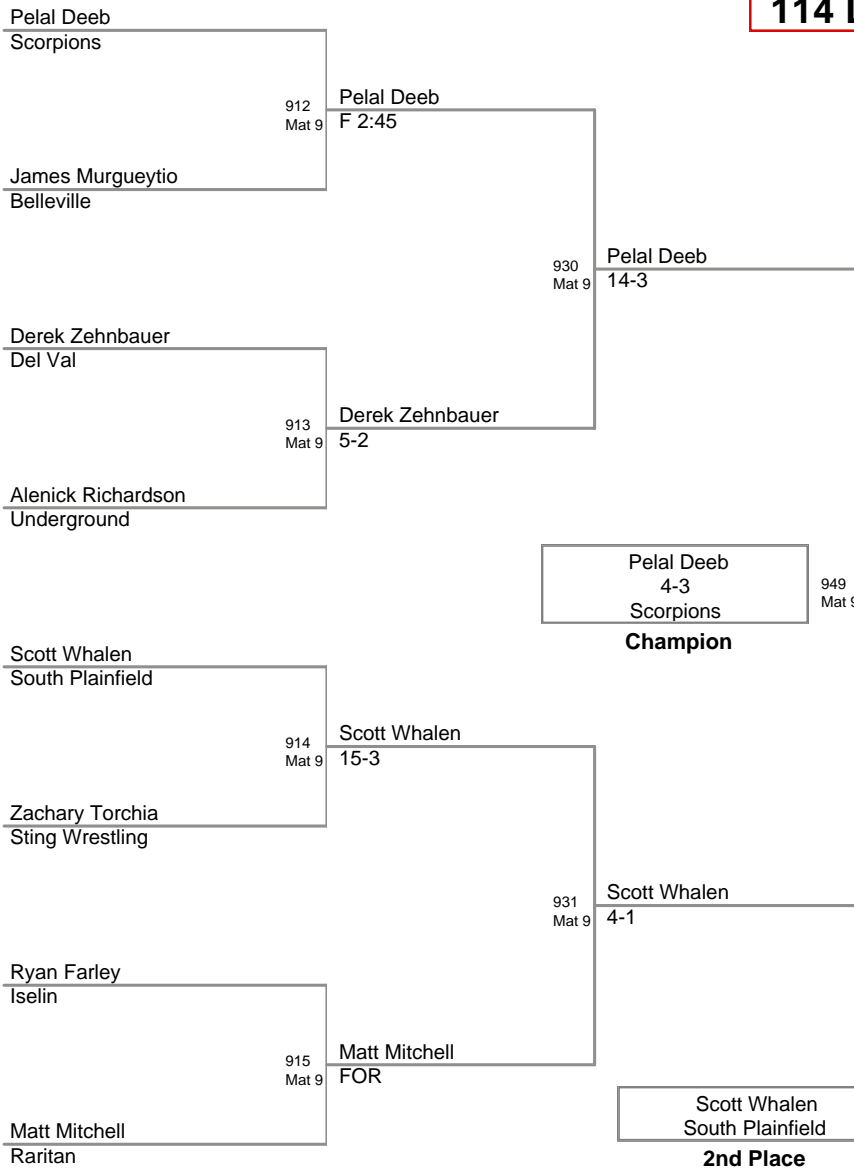 114 L
Pelal Deeb
Scorpions
912
Mat 9
Pelal Deeb
F 2:45
James Murgueytio
Belleville
930
Mat 9
Pelal Deeb
14-3
Derek Zehnbauer
Del Val
913
Mat 9
Derek Zehnbauer
5-2
Alenick Richardson
Underground
Pelal Deeb
4-3
Scorpions
Champion
949
Mat 9
Scott Whalen
South Plainfield
914
Mat 9
Scott Whalen
15-3
Zachary Torchia
Sting Wrestling
931
Mat 9
Scott Whalen
4-1
Ryan Farley
Iselin
915
Mat 9
Matt Mitchell
FOR
Matt Mitchell
Raritan
Scott Whalen
South Plainfield
2nd Place